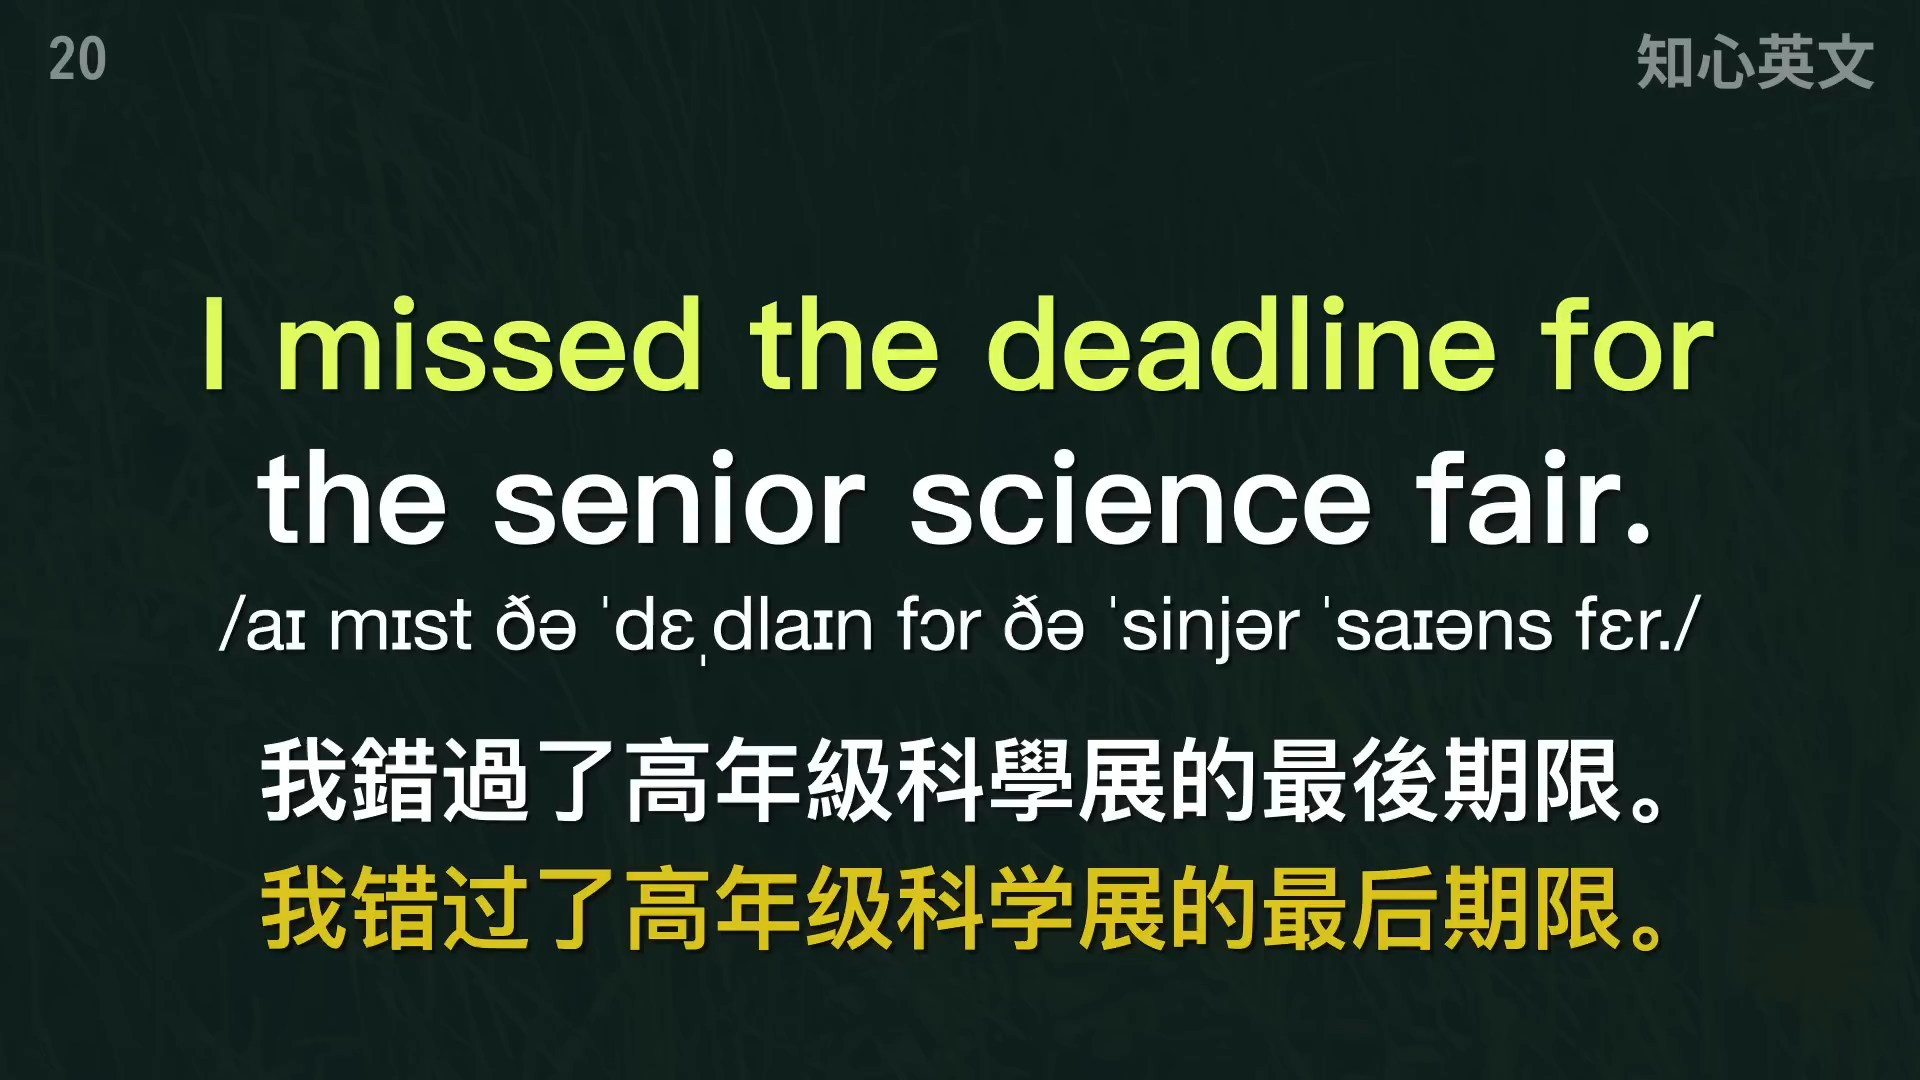 20
知心英文
I missed the deadline for
the senior science fair.
/aɪ mɪst ðə ˈdɛˌdlaɪn fɔr ðə ˈsinjər ˈsaɪəns fɛr./
我錯過了高年級科學展的最後期限。
我错过了高年级科学展的最后期限。